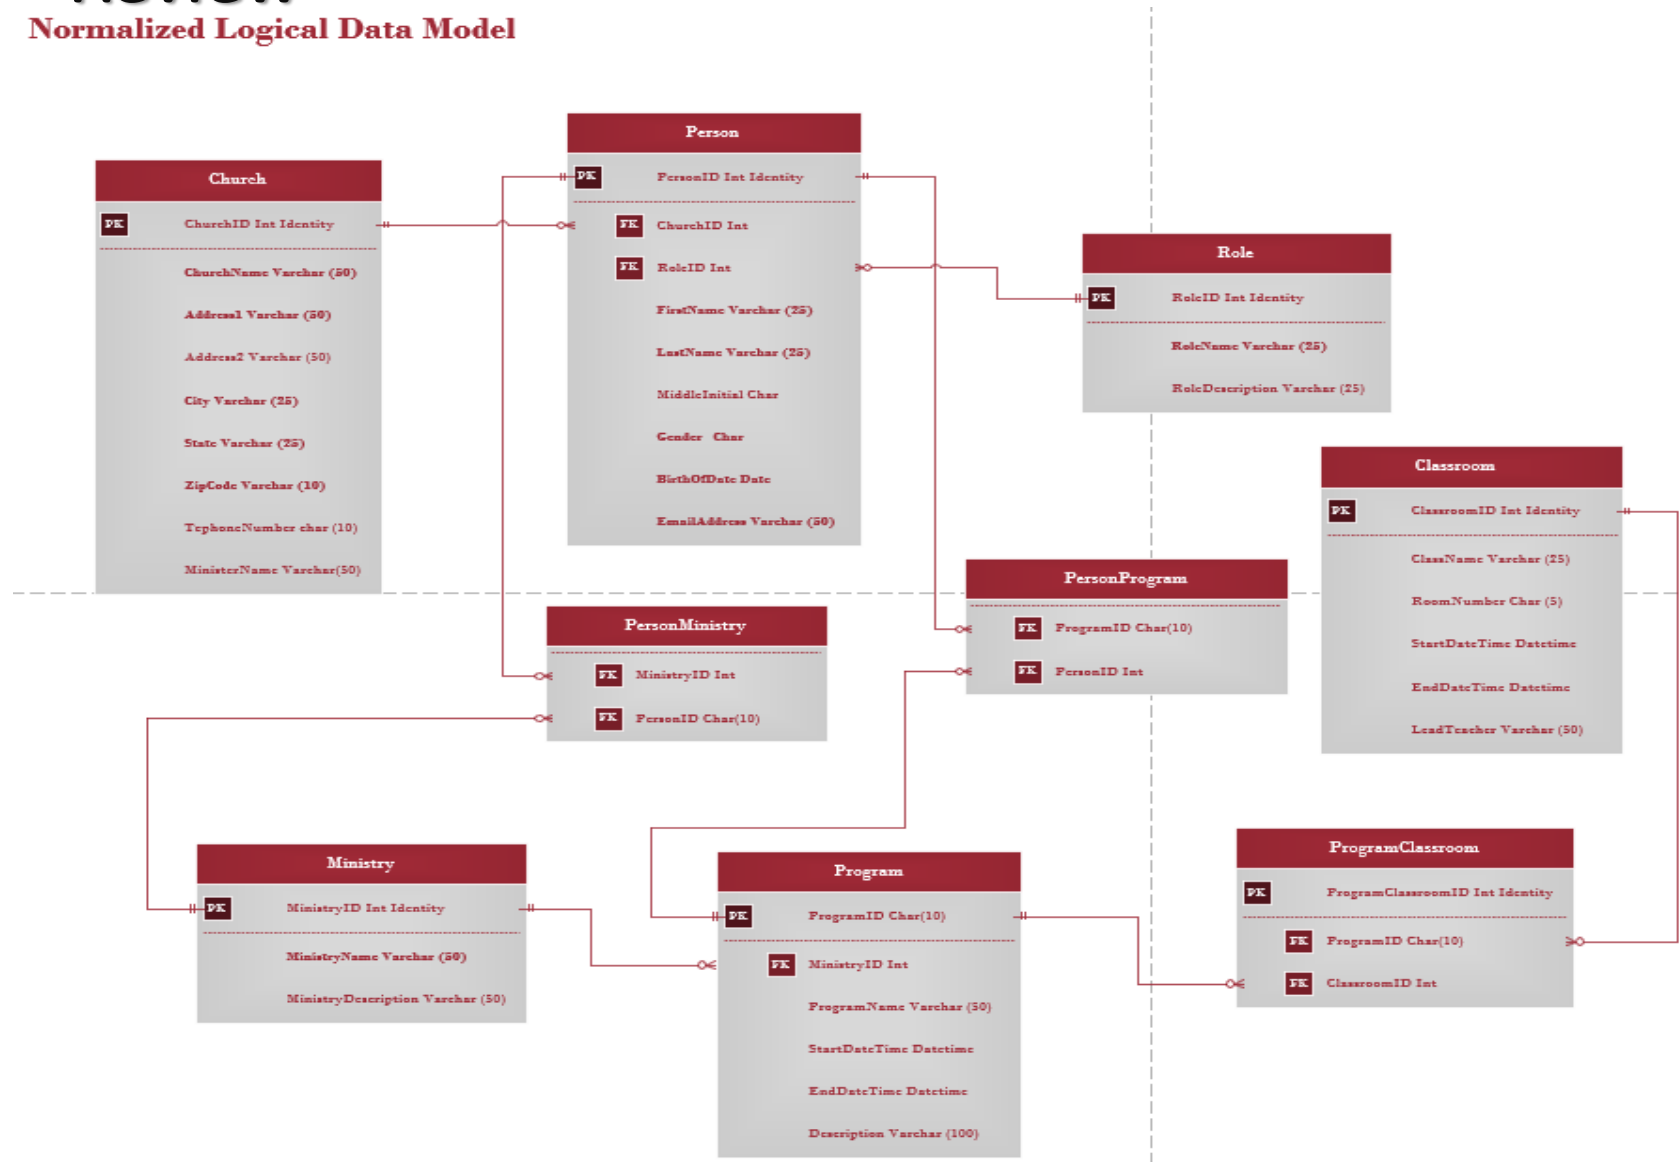 Normalized Logical Data Model
Church
PK ChurchID Int Identity
ChurchName Varchar (50)
Address1 Varchar (50)
Address2 Varchar (50)
City Varchar (25)
State Varchar (25)
ZipCode Varchar (10)
TephoneNumber char (10)
MinisterName Varchar(50)
Person
PK PersonID Int Identity
FK ChurchID Int
FK RoleID Int
FirstName Varchar (25)
LastName Varchar (25)
MiddleInitial Char
Gender Char
BirthOfDate Date
EmailAddress Varchar (50)
Role
PK RoleID Int Identity
RoleName Varchar (25)
RoleDescription Varchar (25)
Classroom
PK ClassroomID Int Identity
ClassName Varchar (25)
RoomNumber Char (5)
StartDateTime Datetime
EndDateTime Datetime
LeadTeacher Varchar (50)
PersonProgram
FK ProgramID Char(10)
FK PersonID Int
PersonMinistry
FK MinistryID Int
FK PersonID Char(10)
Ministry
PK MinistryID Int Identity
MinistryName Varchar (50)
MinistryDescription Varchar (50)
Program
PK ProgramID Char(10)
FK MinistryID Int
ProgramName Varchar (50)
StartDateTime Datetime
EndDateTime Datetime
Description Varchar (100)
ProgramClassroom
PK ProgramClassroomID Int Identity
FK ProgramID Char(10)
FK ClassroomID Int